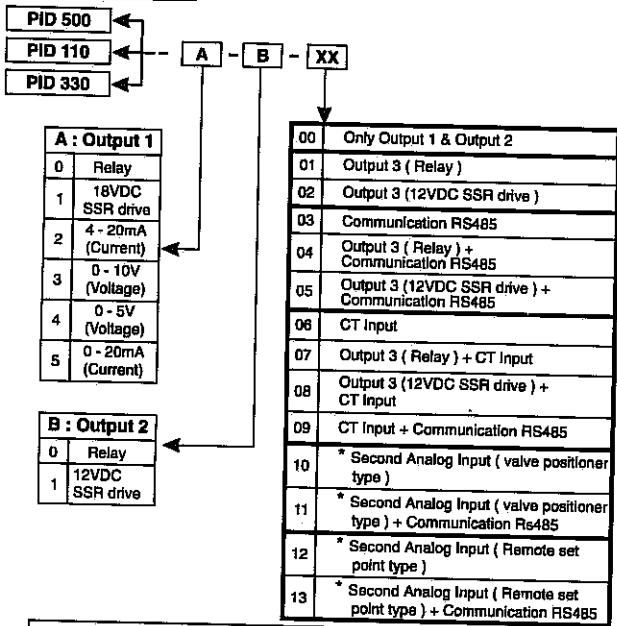 PID 500
PID 110
PID 330
A - B - XX
A : Output 1
0 Relay
1 18VDC
SSR drive
2 4 - 20mA
(Current)
3 0 - 10V
(Voltage)
4 0 - 5V
(Voltage)
5 0 - 20mA
(Current)
B : Output 2
0 Relay
1 12VDC
SSR drive
00 Only Output 1 & Output 2
01 Output 3 ( Relay )
02 Output 3 (12VDC SSR drive )
03 Communication RS485
04 Output 3 ( Relay ) +
Communication RS485
05 Output 3 (12VDC SSR drive ) +
Communication RS485
06 CT Input
07 Output 3 ( Relay ) + CT Input
08 Output 3 (12VDC SSR drive ) +
CT Input
09 CT Input + Communication RS485
10 * Second Analog Input ( valve positioner
type )
11 * Second Analog Input ( valve positioner
type ) + Communication Rs485
12 * Second Analog Input ( Remote set
point type )
13 * Second Analog Input ( Remote set
point type ) + Communication RS485